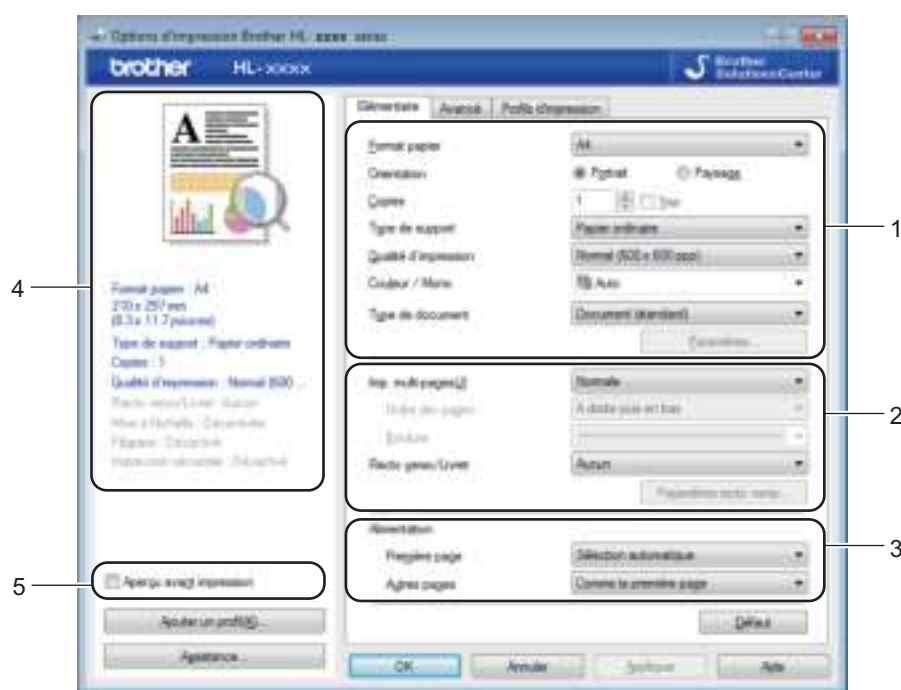 Options d'impression Brother HL-xxxx series
brother HL-xxxx
Brother
SolutionsCenter
Élémentaire Avancé Profils d'impression
A
Format papier A4
Orientation Portrait Paysage
Copies 1 Trier
1
Type de support Papier ordinaire
Qualité d'impression Normal (600 x 600 ppp)
Couleur / Mono Auto
Type de document Document (standard)
Paramètres...
4
Format papier : A4
210 x 297 mm
(8.3 x 11.7 pouces)
Type de support : Papier ordinaire
Copies : 1
Qualité d'impression : Normal (600 ...
Recto verso/Livret : Aucun
Mise à l'échelle : Désactivée
Filigrane : Désactivé
Impression sécurisée : Désactivé
Imp. multi-pages(J) Normale
2
Ordre des pages A droite puis en bas
Bordure
Recto verso/Livret Aucun
Paramètres recto verso...
Alimentation
3
Première page Sélection automatique
Autres pages Comme la première page
5
Aperçu avant impression
Défaut
Ajouter un profil(K)...
Assistance...
OK Annuler Appliquer Aide